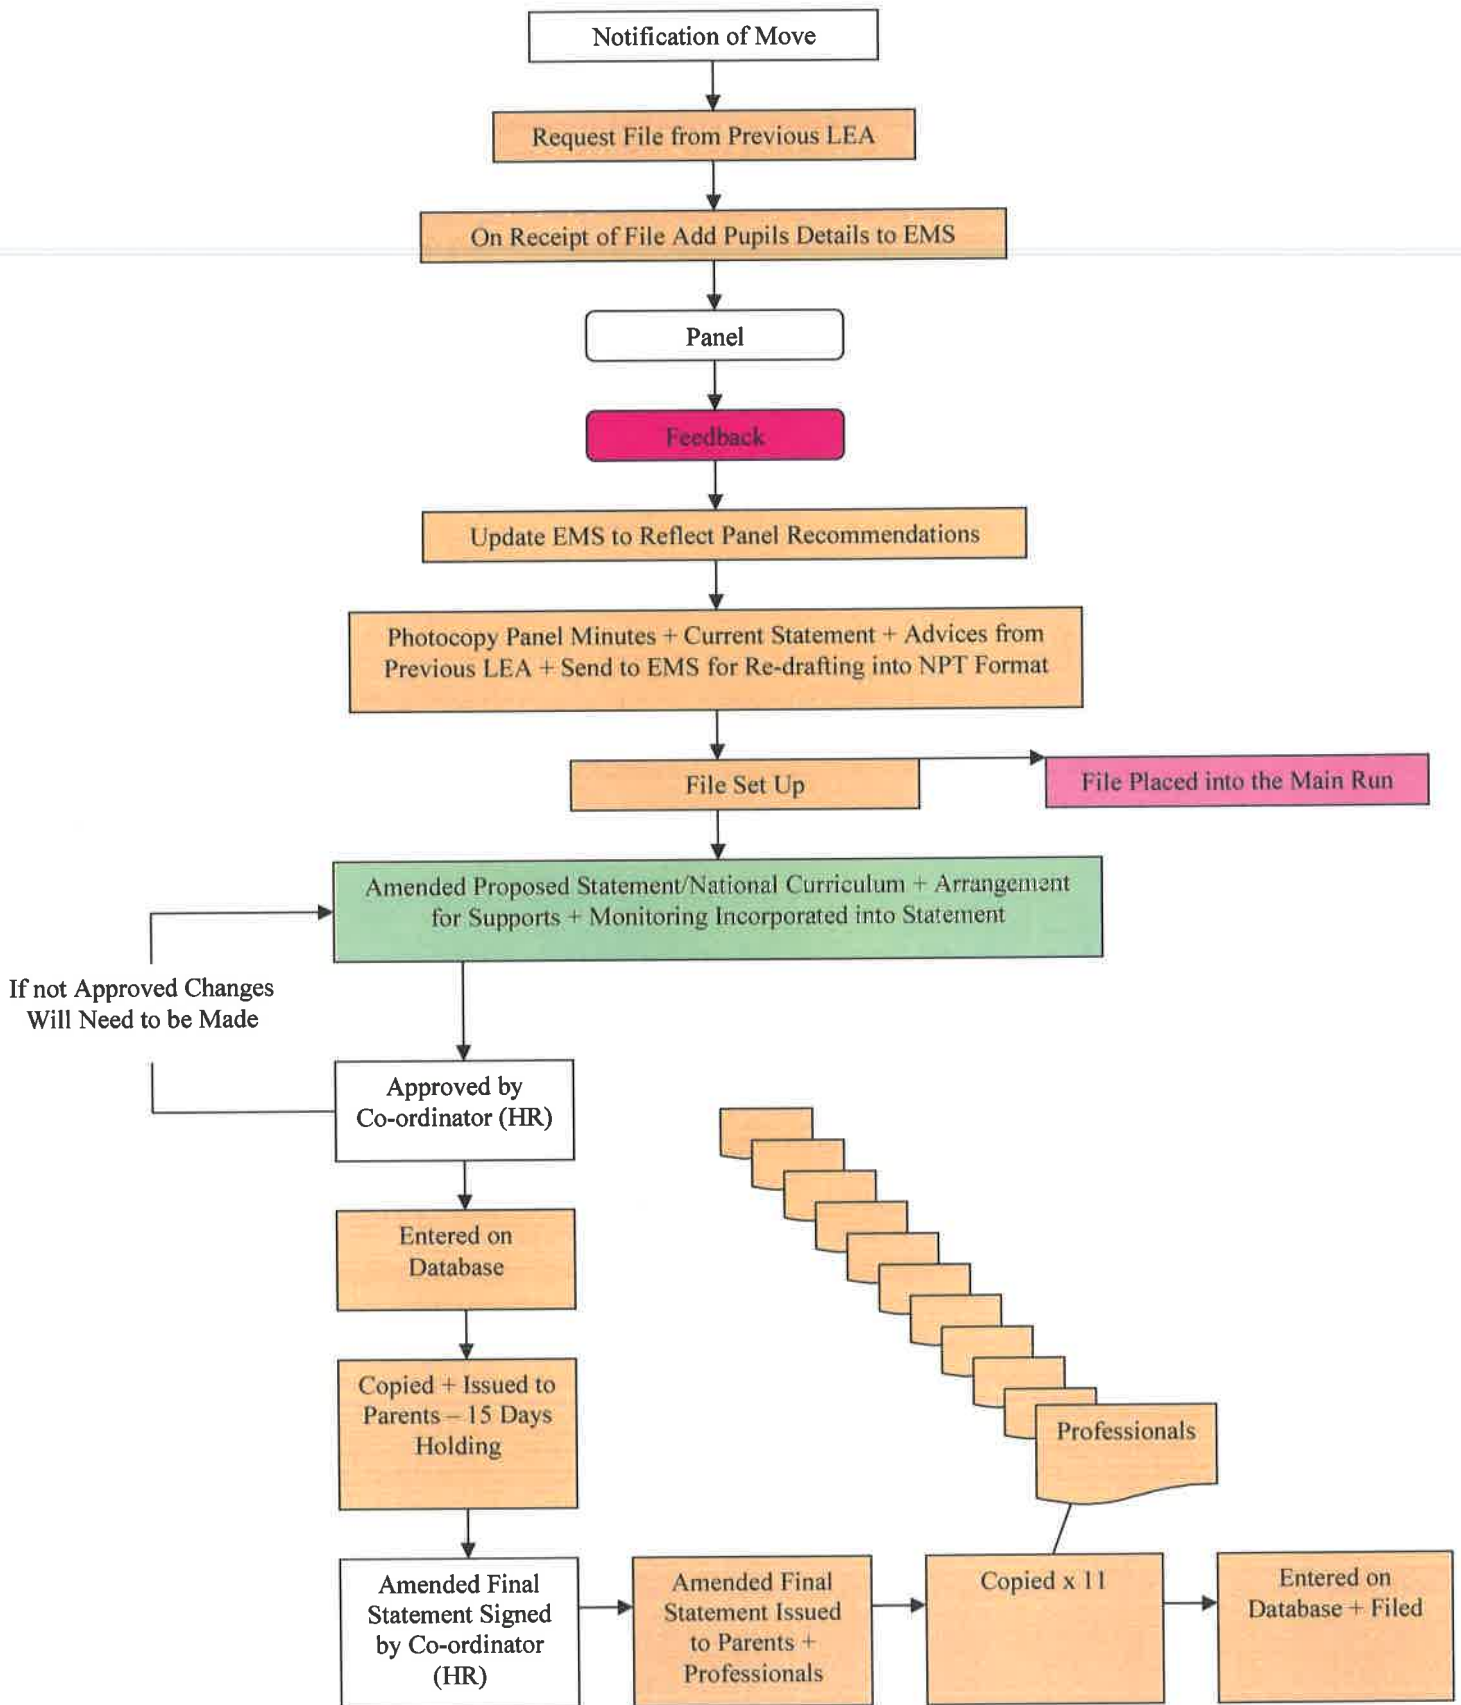 Notification of Move
Request File from Previous LEA
On Receipt of File Add Pupils Details to EMS
Panel
Feedback
Update EMS to Reflect Panel Recommendations
Photocopy Panel Minutes + Current Statement + Advices from
Previous LEA + Send to EMS for Re-drafting into NPT Format
File Set Up
File Placed into the Main Run
Amended Proposed Statement/National Curriculum + Arrangement
for Supports + Monitoring Incorporated into Statement
If not Approved Changes
Will Need to be Made
Approved by
Co-ordinator (HR)
Entered on
Database
Copied + Issued to
Parents – 15 Days
Holding
Professionals
Amended Final
Statement Signed
by Co-ordinator
(HR)
Amended Final
Statement Issued
to Parents +
Professionals
Copied x 11
Entered on
Database + Filed